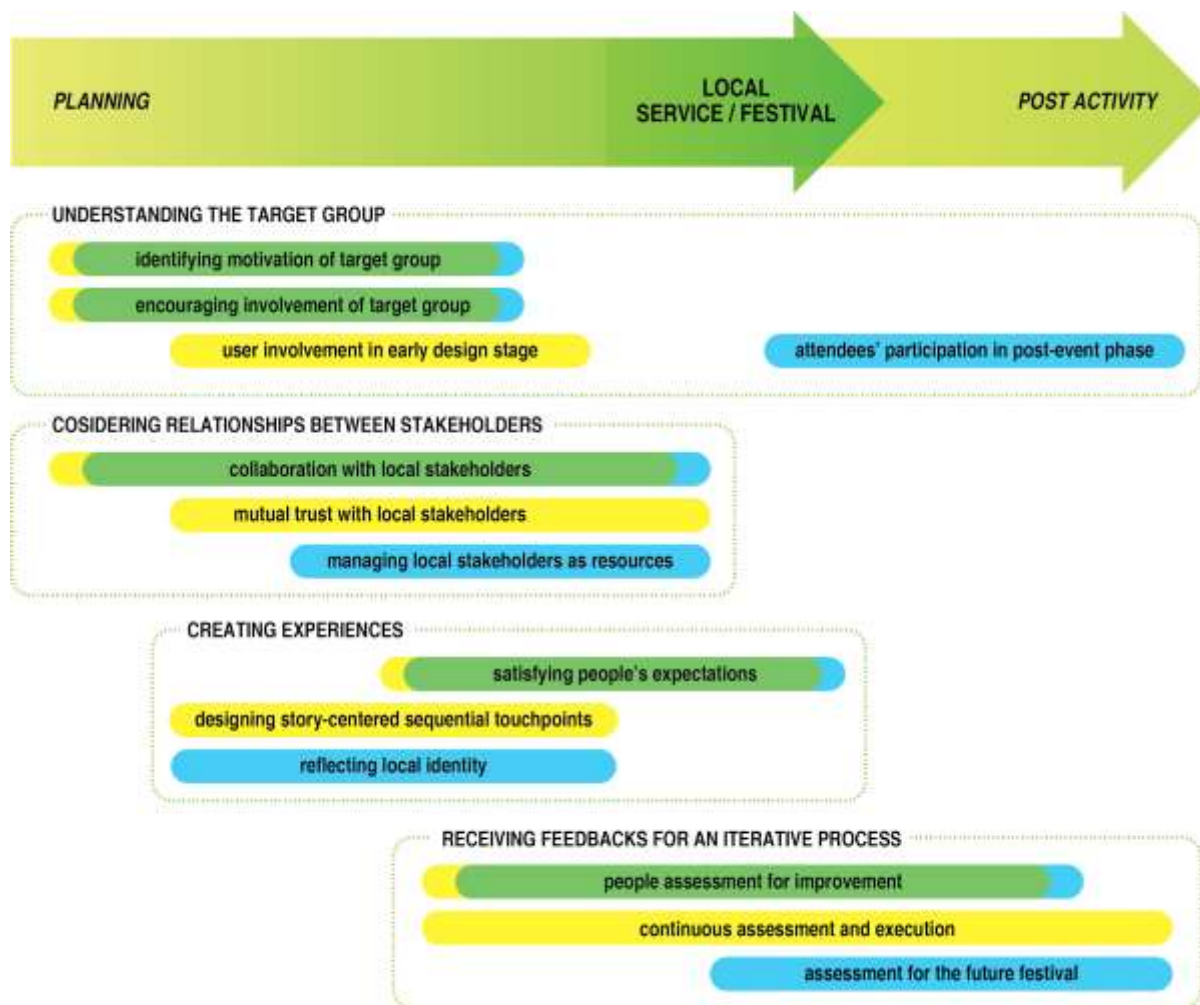 PLANNING
LOCAL
SERVICE / FESTIVAL
POST ACTIVITY
UNDERSTANDING THE TARGET GROUP
identifying motivation of target group
encouraging involvement of target group
user involvement in early design stage
attendees' participation in post-event phase
COSIDERING RELATIONSHIPS BETWEEN STAKEHOLDERS
collaboration with local stakeholders
mutual trust with local stakeholders
managing local stakeholders as resources
CREATING EXPERIENCES
satisfying people's expectations
designing story-centered sequential touchpoints
reflecting local identity
RECEIVING FEEDBACKS FOR AN ITERATIVE PROCESS
people assessment for improvement
continuous assessment and execution
assessment for the future festival